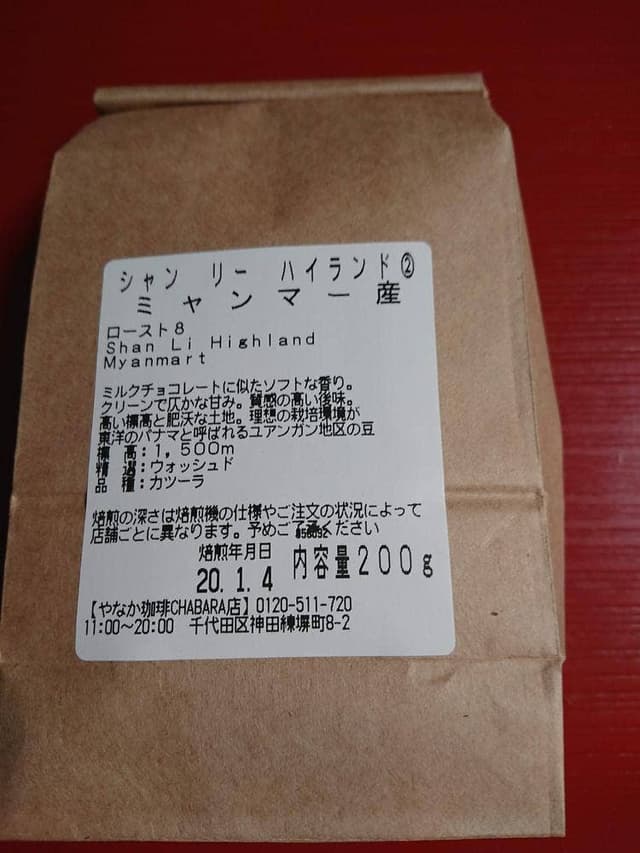 シャン リー ハイランド②
ミャンマー産
ロースト8
Shan Li Highland
Myanmart
ミルクチョコレートに似たソフトな香り。
クリーンで仄かな甘み。質感の高い後味。
高い標高と肥沃な土地。理想の栽培環境が
東洋のパナマと呼ばれるユアンガン地区の豆
標 高：1,500m
精 選：ウォッシュド
品 種：カツーラ
焙煎の深さは焙煎機の仕様やご注文の状況によって
店舗ごとに異なります。予めご了承ください
焙煎年月日
20.1.4 内容量200g
【やなか珈琲CHABARA店】0120-511-720
11:00～20:00 千代田区神田練塀町8-2